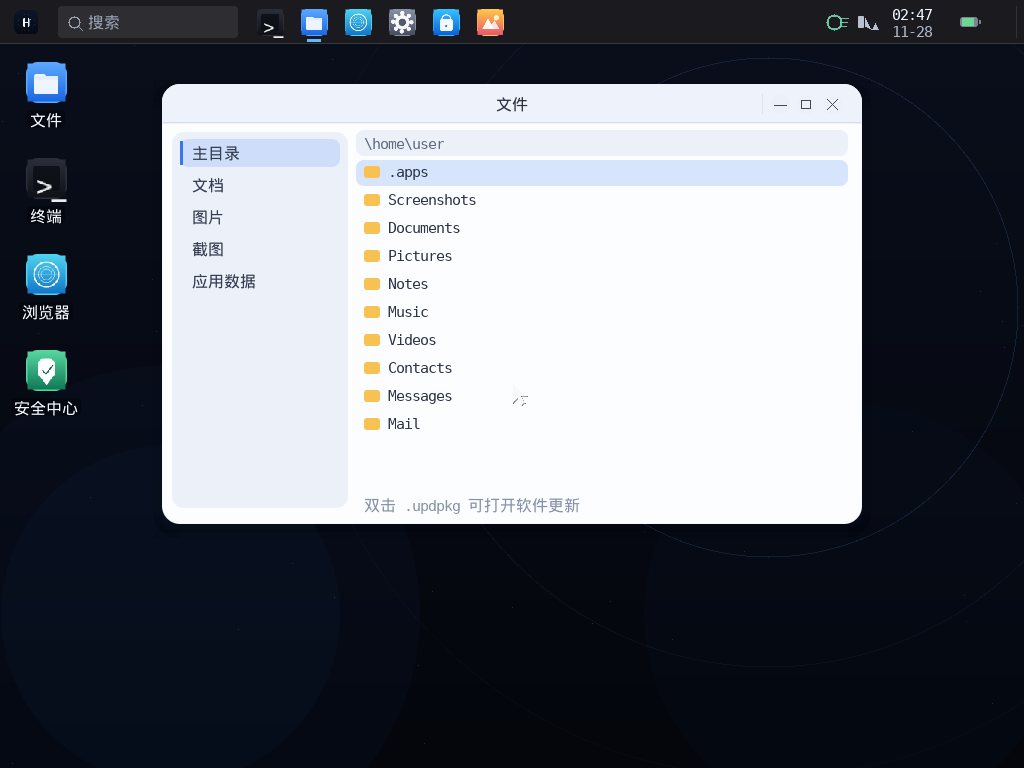 H
搜索
02:47
11-28
文件
终端
浏览器
安全中心
文件
主目录
文档
图片
截图
应用数据
\home\user
.apps
Screenshots
Documents
Pictures
Notes
Music
Videos
Contacts
Messages
Mail
双击 .updpkg 可打开软件更新